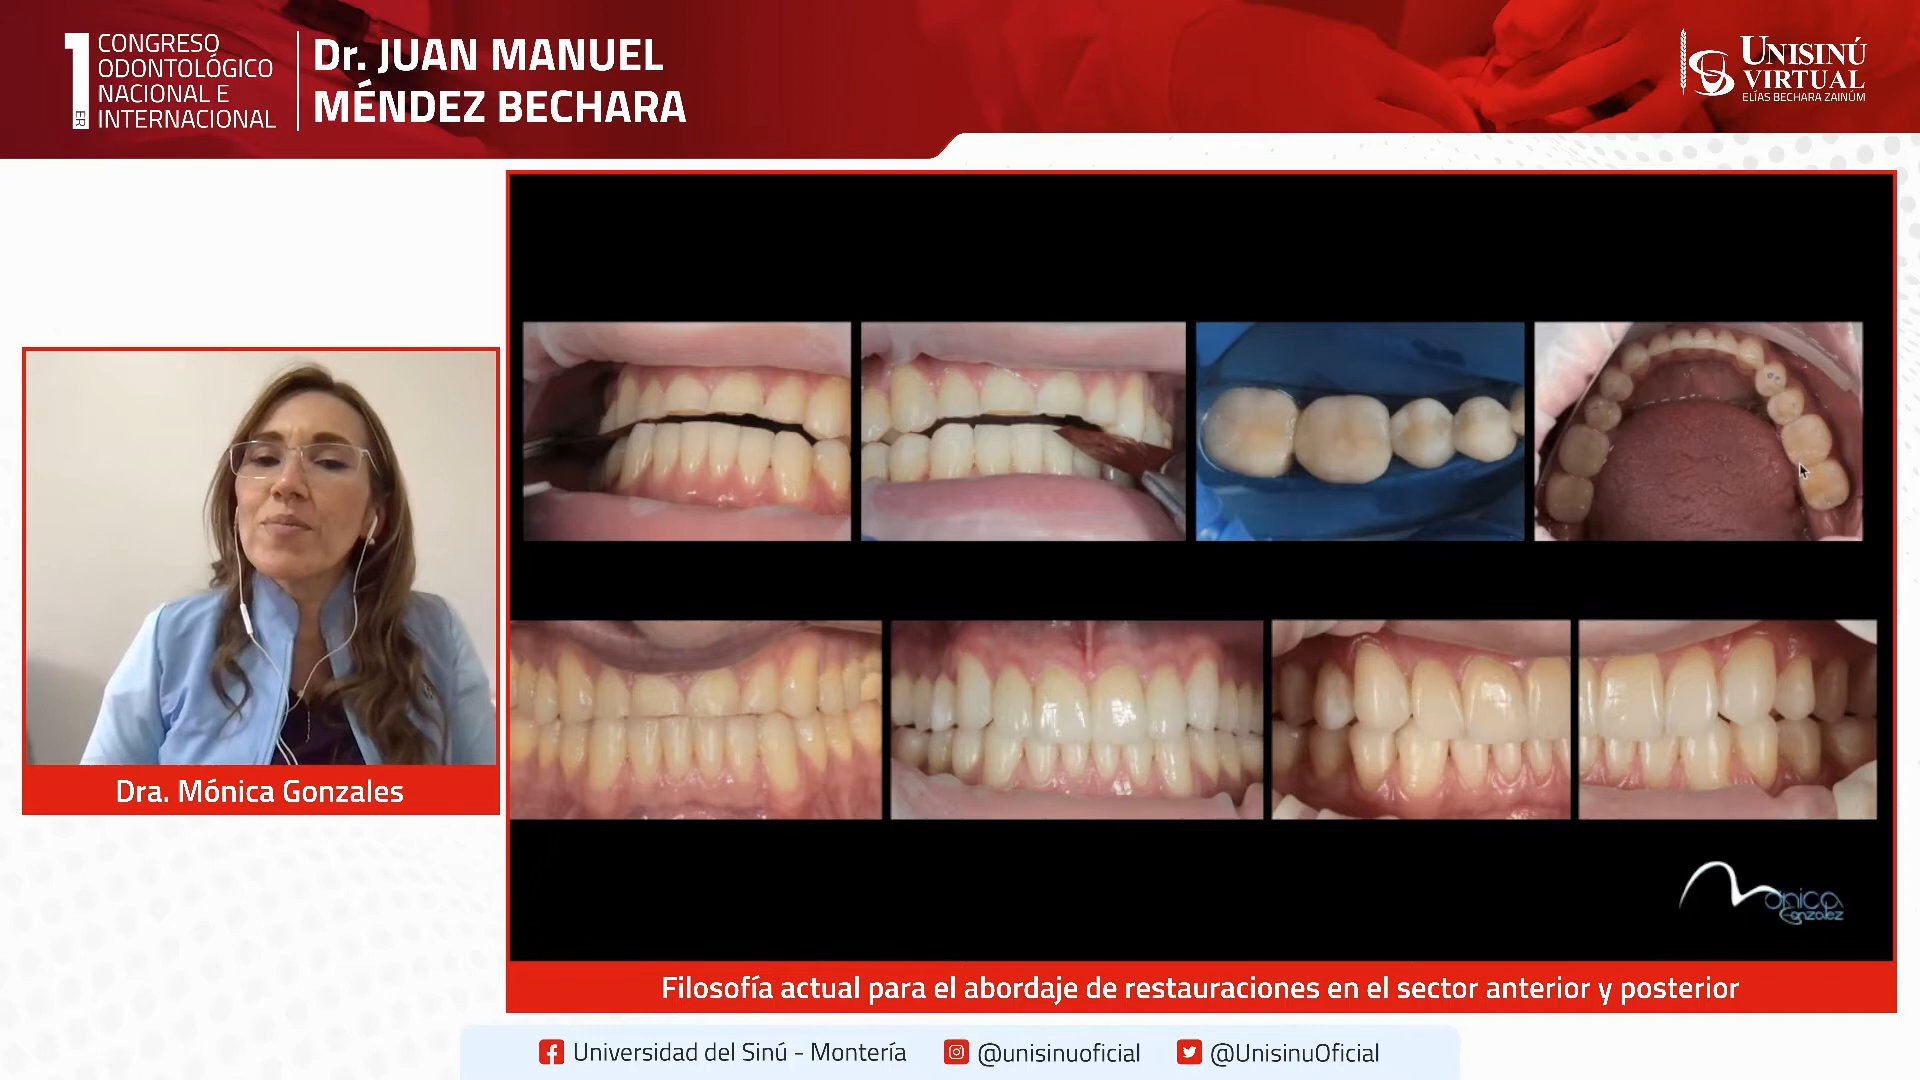 1ER
CONGRESO
ODONTOLÓGICO
NACIONAL E
INTERNACIONAL
Dr. JUAN MANUEL
MÉNDEZ BECHARA
UNISINÚ
VIRTUAL
ELÍAS BECHARA ZAINÚM
Dra. Mónica Gonzales
Mónica
Gonzalez
Filosofía actual para el abordaje de restauraciones en el sector anterior y posterior
Universidad del Sinú - Montería
@unisinuoficial
@UnisinuOficial